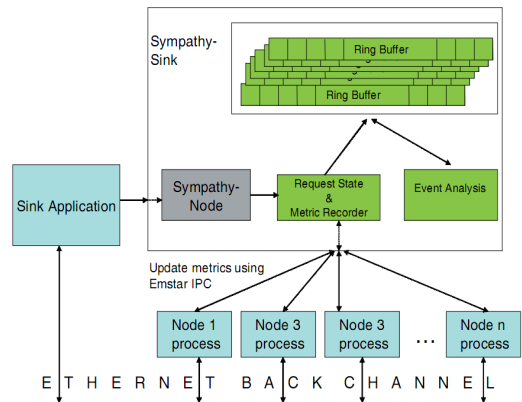 Sympathy-
Sink
Ring Buffer
Ring Buffer
Sink Application
Sympathy-
Node
Request State
&
Metric Recorder
Event Analysis
Update metrics using
Emstar IPC
Node 1
process
Node 3
process
Node 3
process
...
Node n
process
E T H E R N E T B A C K C H A N N E L